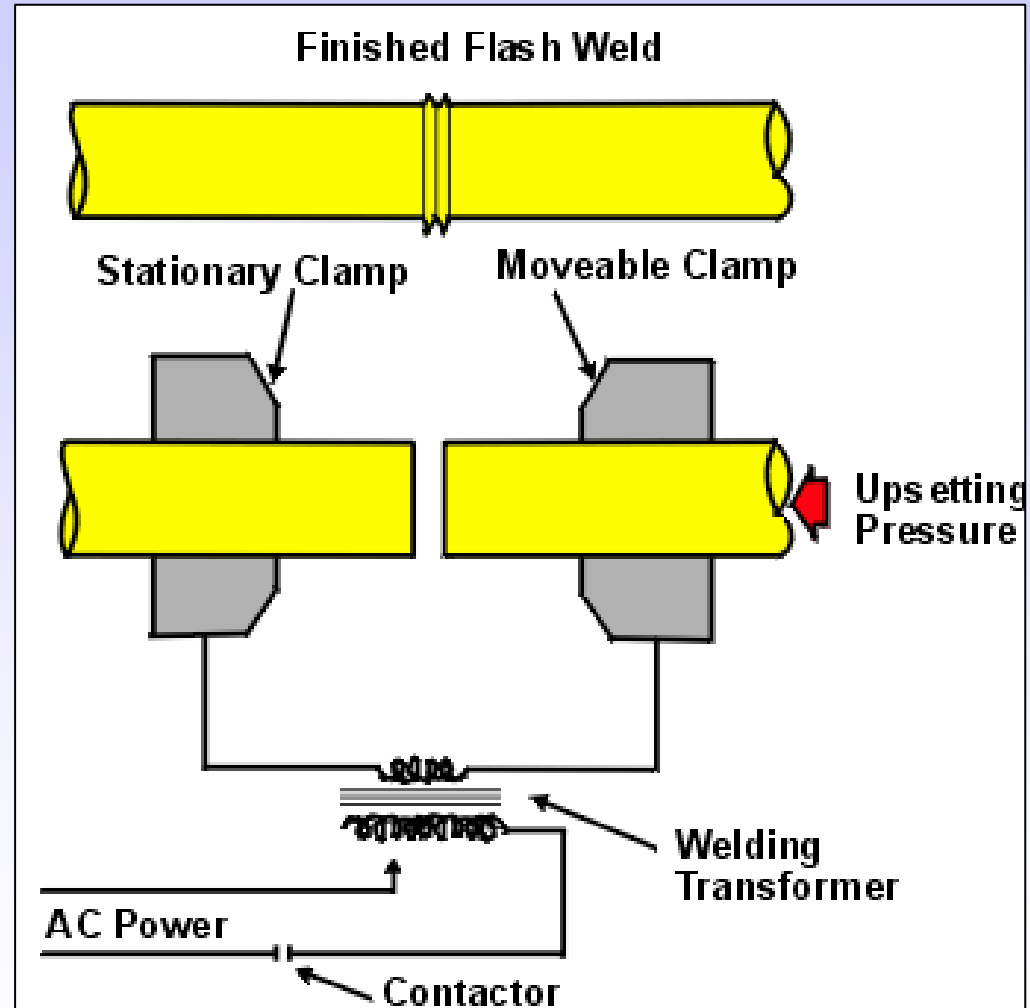 Finished Flash Weld
Stationary Clamp
Moveable Clamp
Upsetting
Pressure
Welding
Transformer
AC Power
Contactor